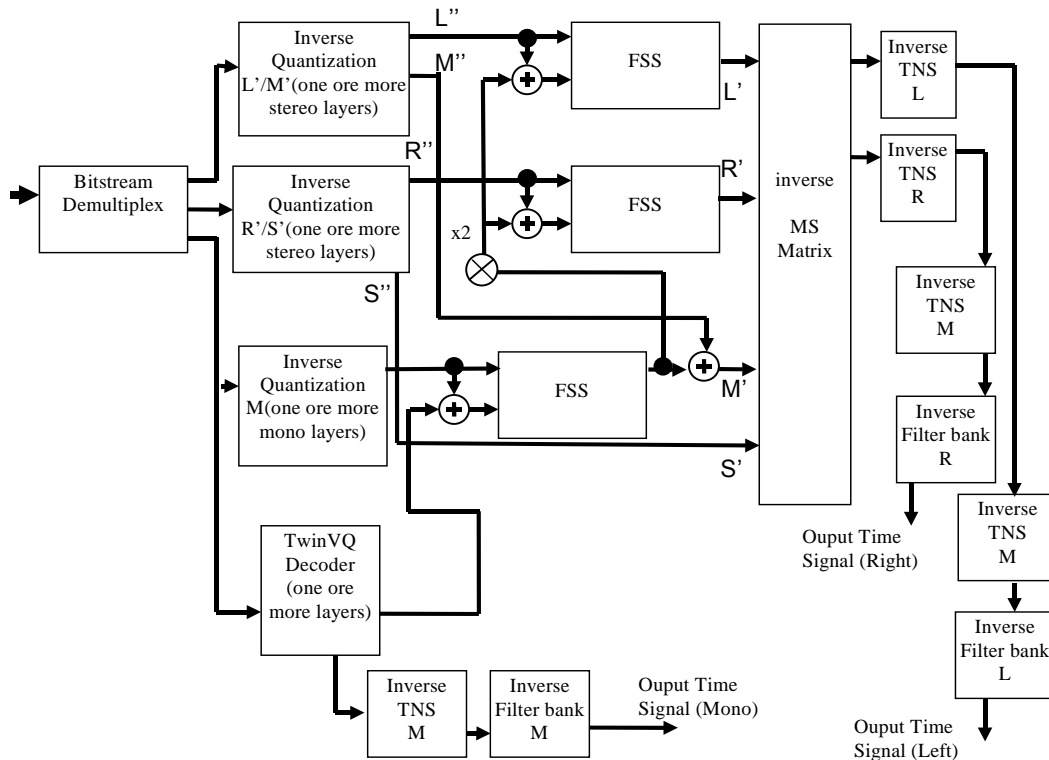 L''
Inverse
Quantization
L’/M’(one ore more
stereo layers)
M''
FSS
L’
Inverse
TNS
L
Bitstream
Demultiplex
R''
Inverse
Quantization
R’/S’(one ore more
stereo layers)
FSS
R’
x2
inverse
MS
Matrix
Inverse
TNS
R
S''
Inverse
TNS
M
Inverse
Quantization
M(one ore more
mono layers)
FSS
M’
S’
Inverse
Filter bank
R
Ouput Time
Signal (Right)
Inverse
TNS
M
TwinVQ
Decoder
(one ore
more layers)
Inverse
Filter bank
L
Inverse
TNS
M
Inverse
Filter bank
M
Ouput Time
Signal (Mono)
Ouput Time
Signal (Left)